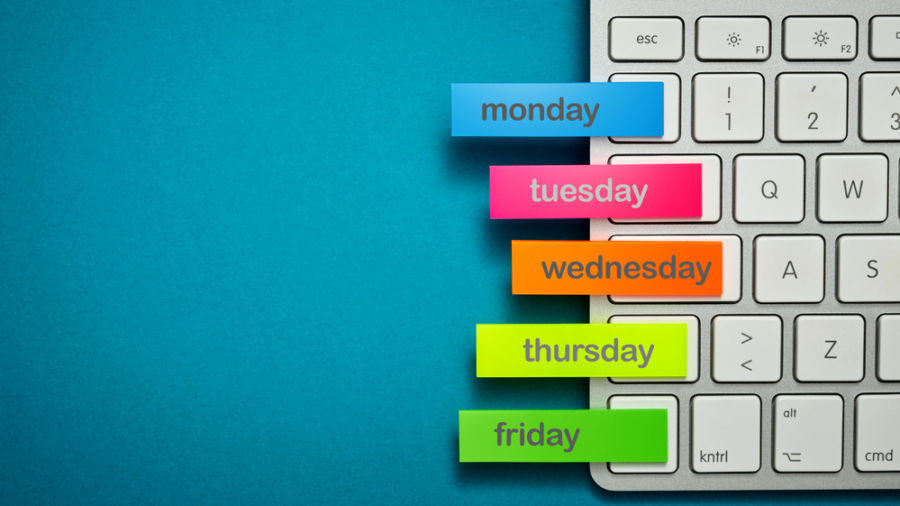 esc
F1
F2
monday
!
1
'
2
^
3
tuesday
Q
W
wednesday
A
S
thursday
>
<
Z
friday
kntrl
alt
cmd